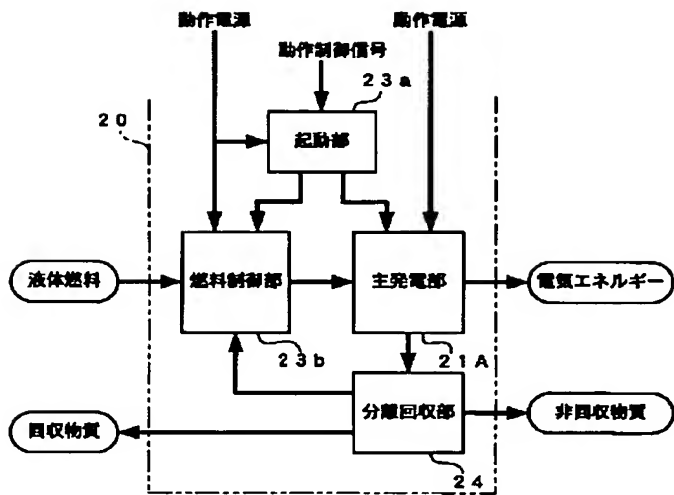 動作電源
動作電源
動作制御信号
23a
20
起動部
液体燃料
燃料制御部
主発電部
電気エネルギー
23b
21A
分離回収部
非回収物質
回収物質
24